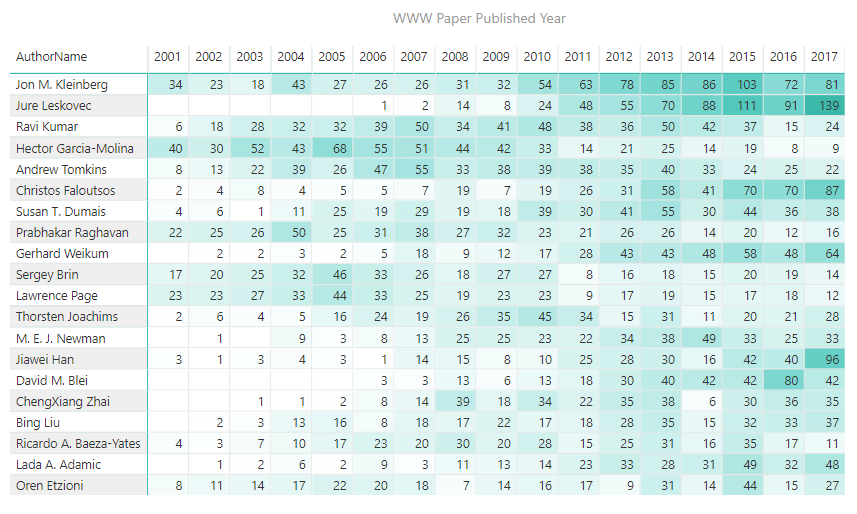 WWW Paper Published Year
AuthorName 2001 2002 2003 2004 2005 2006 2007 2008 2009 2010 2011 2012 2013 2014 2015 2016 2017
Jon M. Kleinberg 34 23 18 43 27 26 26 31 32 54 63 78 85 86 103 72 81
Jure Leskovec 1 2 14 8 24 48 55 70 88 111 91 139
Ravi Kumar 6 18 28 32 32 39 50 34 41 48 38 36 50 42 37 15 24
Hector Garcia-Molina 40 30 52 43 68 55 51 44 42 33 14 21 25 14 19 8 9
Andrew Tomkins 8 13 22 39 26 47 55 33 38 39 33 35 40 33 24 25 22
Christos Faloutsos 2 4 8 4 5 5 7 19 7 19 26 31 58 41 70 70 87
Susan T. Dumais 4 6 1 11 25 19 29 19 18 39 30 41 55 30 44 36 38
Prabhakar Raghavan 22 25 26 50 25 31 38 27 32 23 21 26 26 14 20 12 16
Gerhard Weikum 2 2 3 2 5 18 9 12 17 28 43 43 48 58 48 64
Sergey Brin 17 20 25 32 46 33 26 18 27 27 8 16 18 15 20 19 14
Lawrence Page 23 23 27 33 44 33 25 19 23 23 9 17 19 15 17 18 12
Thorsten Joachims 2 6 4 5 16 24 19 26 35 45 34 15 31 11 20 21 28
M. E. J. Newman 1 9 3 8 13 25 25 23 22 34 38 49 33 25 33
Jiawei Han 3 1 3 4 3 1 14 15 8 10 25 28 30 16 42 40 96
David M. Blei 3 3 13 6 13 18 30 40 42 42 80 42
ChengXiang Zhai 1 1 2 8 14 39 18 34 22 35 38 6 30 36 35
Bing Liu 2 3 13 16 8 18 17 22 17 18 28 35 15 32 33 37
Ricardo A. Baeza-Yates 4 3 7 10 17 23 20 30 20 28 15 25 31 16 35 17 11
Lada A. Adamic 1 2 6 2 9 3 11 13 14 23 33 28 31 49 32 48
Oren Etzioni 8 11 14 17 22 20 18 7 14 16 17 9 31 14 44 15 27